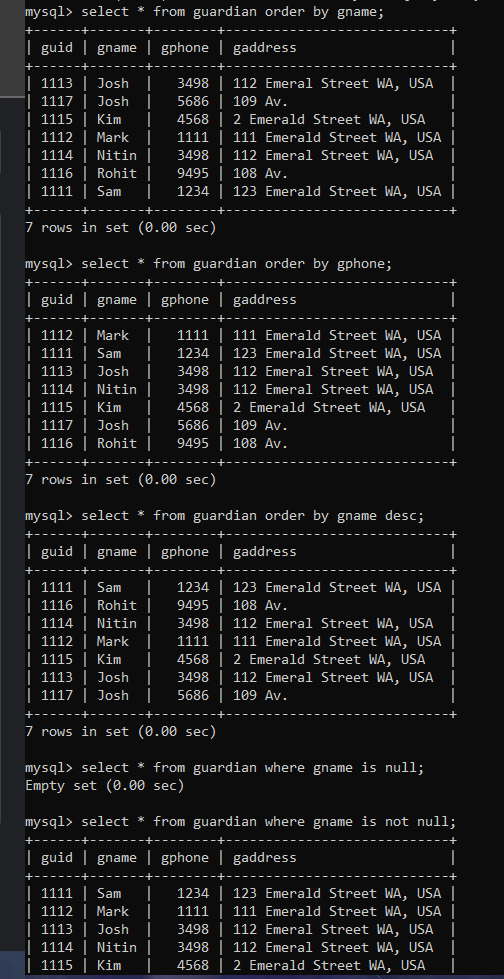 mysql> select * from guardian order by gname;
+------+-------+--------+----------------------------+
| guid | gname | gphone | gaddress                   |
+------+-------+--------+----------------------------+
| 1113 | Josh  |   3498 | 112 Emeral Street WA, USA  |
| 1117 | Josh  |   5686 | 109 Av.                    |
| 1115 | Kim   |   4568 | 2 Emerald Street WA, USA   |
| 1112 | Mark  |   1111 | 111 Emerald Street WA, USA |
| 1114 | Nitin |   3498 | 112 Emeral Street WA, USA  |
| 1116 | Rohit |   9495 | 108 Av.                    |
| 1111 | Sam   |   1234 | 123 Emerald Street WA, USA |
+------+-------+--------+----------------------------+
7 rows in set (0.00 sec)
mysql> select * from guardian order by gphone;
+------+-------+--------+----------------------------+
| guid | gname | gphone | gaddress                   |
+------+-------+--------+----------------------------+
| 1112 | Mark  |   1111 | 111 Emerald Street WA, USA |
| 1111 | Sam   |   1234 | 123 Emerald Street WA, USA |
| 1113 | Josh  |   3498 | 112 Emeral Street WA, USA  |
| 1114 | Nitin |   3498 | 112 Emeral Street WA, USA  |
| 1115 | Kim   |   4568 | 2 Emerald Street WA, USA   |
| 1117 | Josh  |   5686 | 109 Av.                    |
| 1116 | Rohit |   9495 | 108 Av.                    |
+------+-------+--------+----------------------------+
7 rows in set (0.00 sec)
mysql> select * from guardian order by gname desc;
+------+-------+--------+----------------------------+
| guid | gname | gphone | gaddress                   |
+------+-------+--------+----------------------------+
| 1111 | Sam   |   1234 | 123 Emerald Street WA, USA |
| 1116 | Rohit |   9495 | 108 Av.                    |
| 1114 | Nitin |   3498 | 112 Emeral Street WA, USA  |
| 1112 | Mark  |   1111 | 111 Emerald Street WA, USA |
| 1115 | Kim   |   4568 | 2 Emerald Street WA, USA   |
| 1113 | Josh  |   3498 | 112 Emeral Street WA, USA  |
| 1117 | Josh  |   5686 | 109 Av.                    |
+------+-------+--------+----------------------------+
7 rows in set (0.00 sec)
mysql> select * from guardian where gname is null;
Empty set (0.00 sec)
mysql> select * from guardian where gname is not null;
+------+-------+--------+----------------------------+
| guid | gname | gphone | gaddress                   |
+------+-------+--------+----------------------------+
| 1111 | Sam   |   1234 | 123 Emerald Street WA, USA |
| 1112 | Mark  |   1111 | 111 Emerald Street WA, USA |
| 1113 | Josh  |   3498 | 112 Emeral Street WA, USA  |
| 1114 | Nitin |   3498 | 112 Emeral Street WA, USA  |
| 1115 | Kim   |   4568 | 2 Emerald Street WA, USA   |